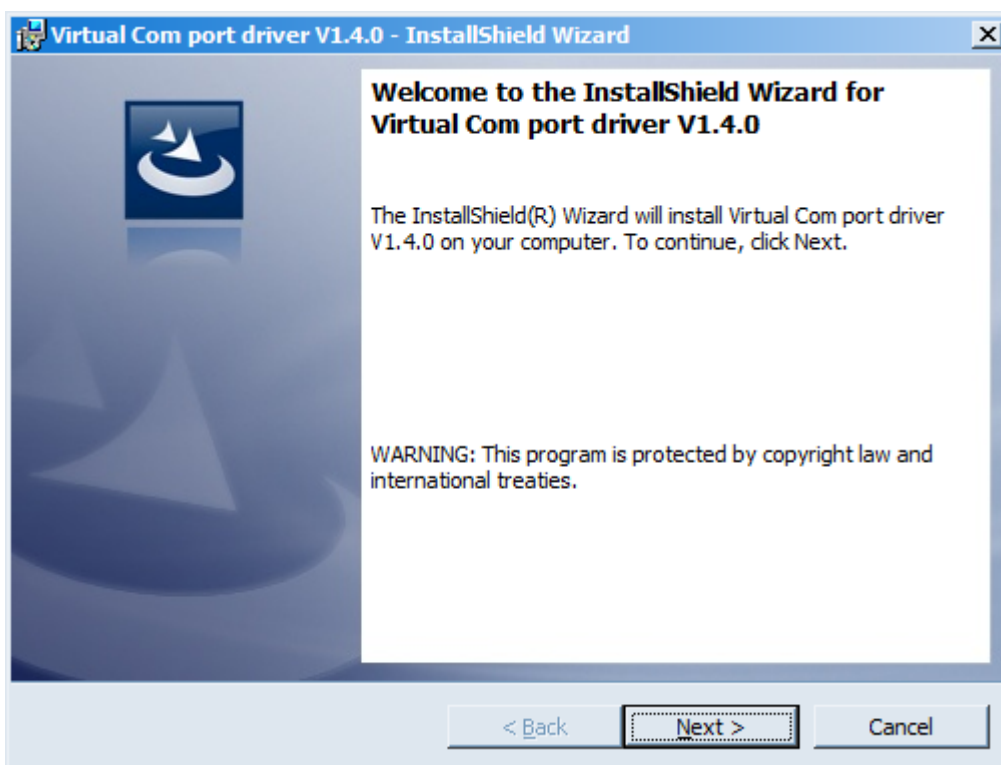 Virtual Com port driver V1.4.0 - InstallShield Wizard
Welcome to the InstallShield Wizard for
Virtual Com port driver V1.4.0
The InstallShield(R) Wizard will install Virtual Com port driver
V1.4.0 on your computer. To continue, click Next.
WARNING: This program is protected by copyright law and
international treaties.
< Back
Next >
Cancel